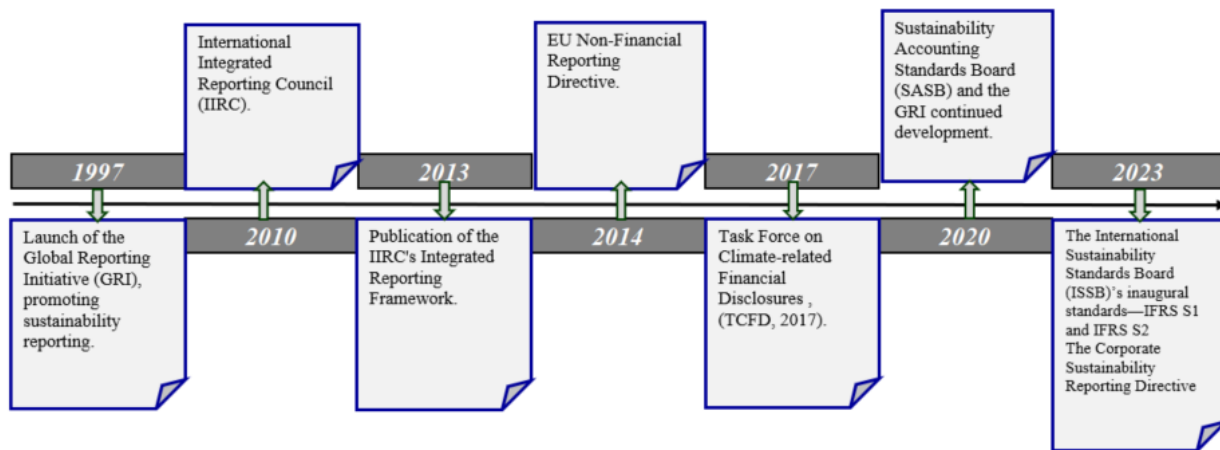 1997
Launch of the
Global Reporting
Initiative (GRI),
promoting
sustainability
reporting.
International
Integrated
Reporting Council
(IIRC).
2010
2013
Publication of the
IIRC's Integrated
Reporting
Framework.
EU Non-Financial
Reporting
Directive.
2014
2017
Task Force on
Climate-related
Financial
Disclosures ,
(TCFD, 2017).
Sustainability
Accounting
Standards Board
(SASB) and the
GRI continued
development.
2020
2023
The International
Sustainability
Standards Board
(ISSB)’s inaugural
standards—IFRS S1
and IFRS S2
The Corporate
Sustainability
Reporting Directive